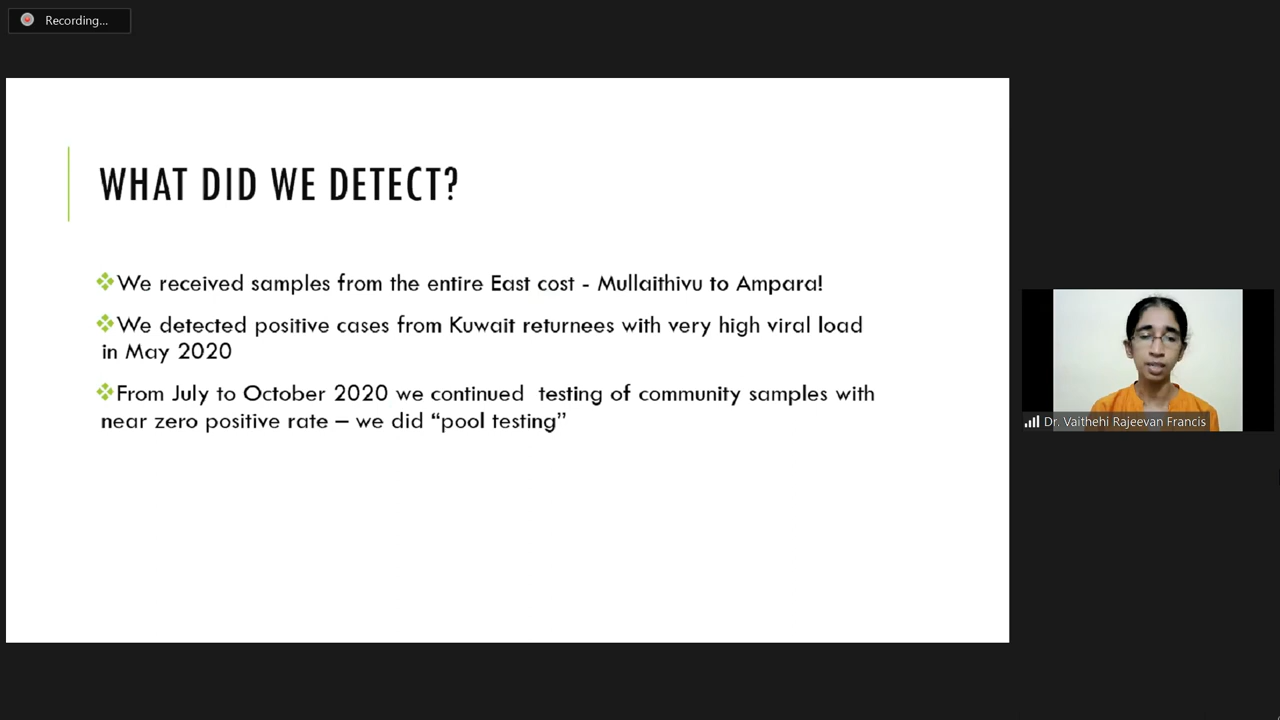 Recording...
WHAT DID WE DETECT?
We received samples from the entire East cost - Mullaithivu to Ampara!
We detected positive cases from Kuwait returnees with very high viral load
in May 2020
From July to October 2020 we continued  testing of community samples with
near zero positive rate – we did “pool testing”
Dr. Vaithehi Rajeevan Francis